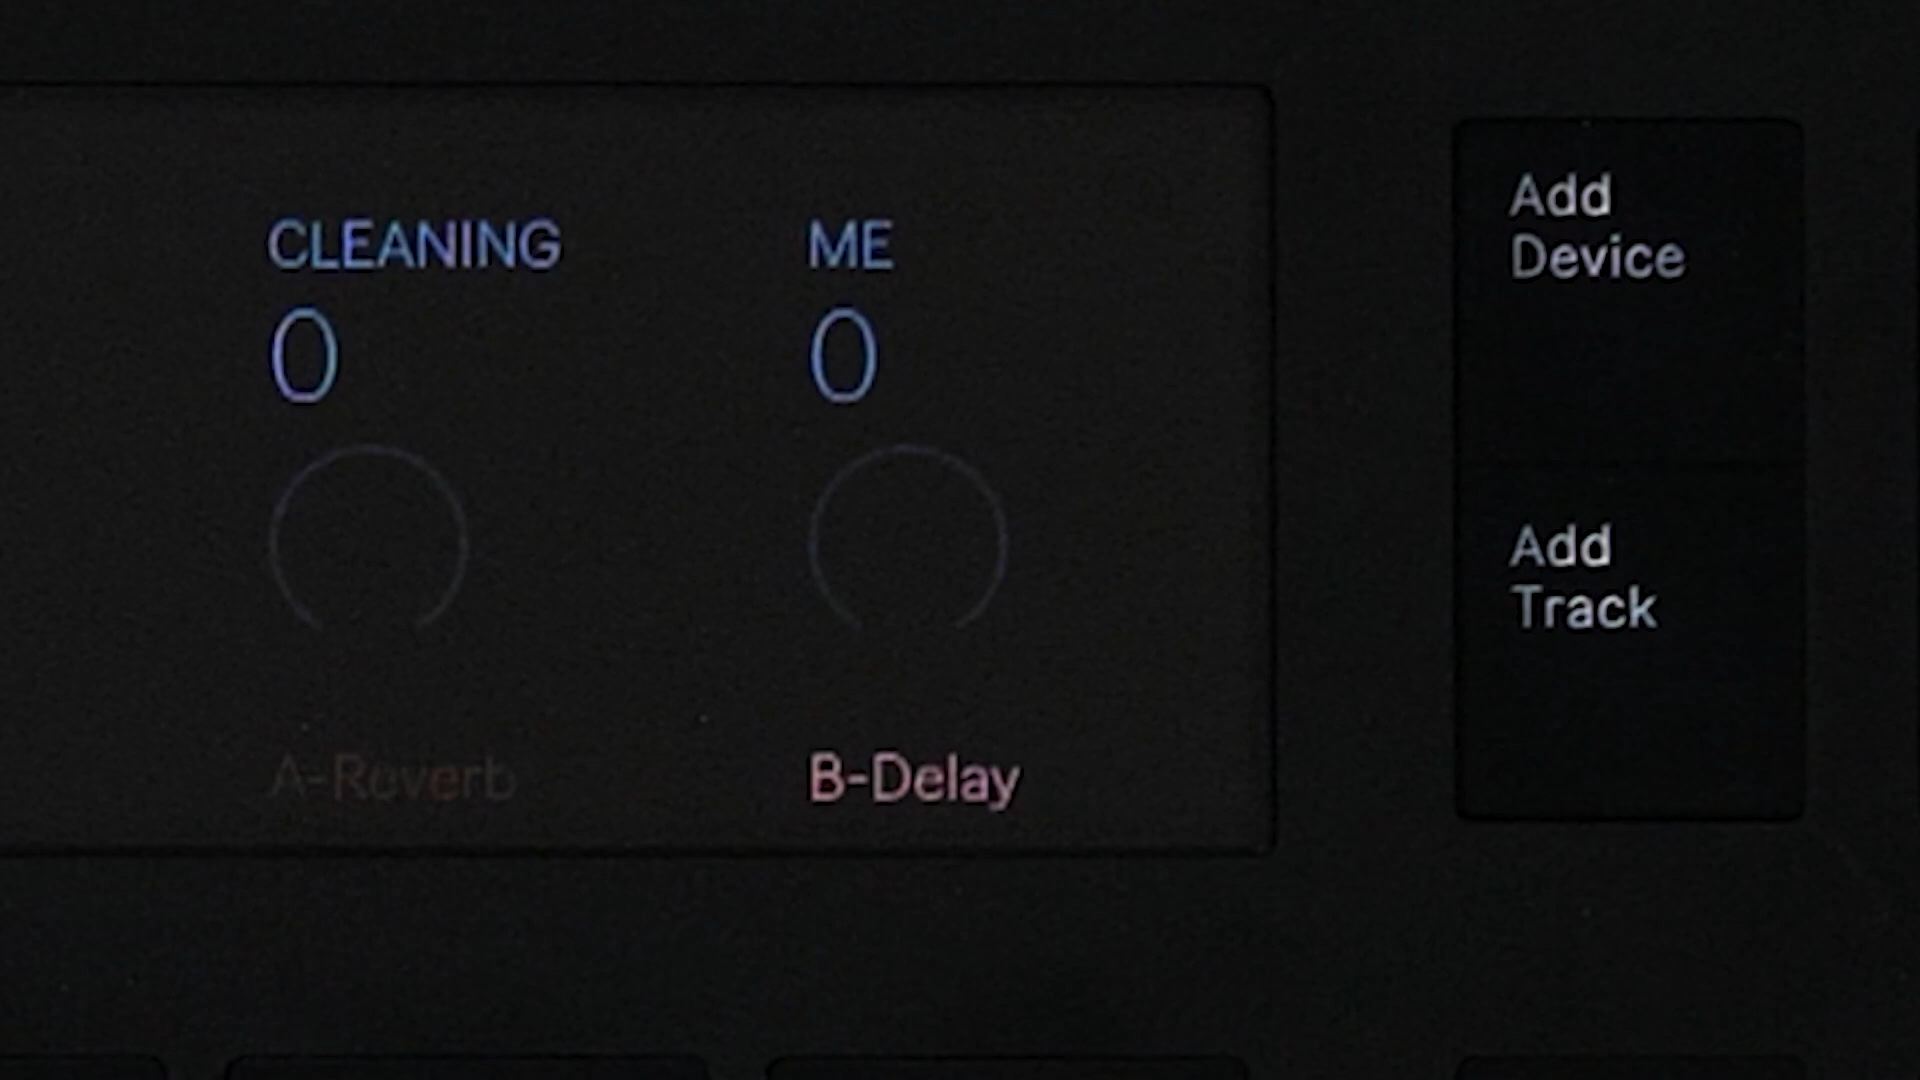 CLEANING ME
0 0
A-Reverb B-Delay
Add
Device
Add
Track